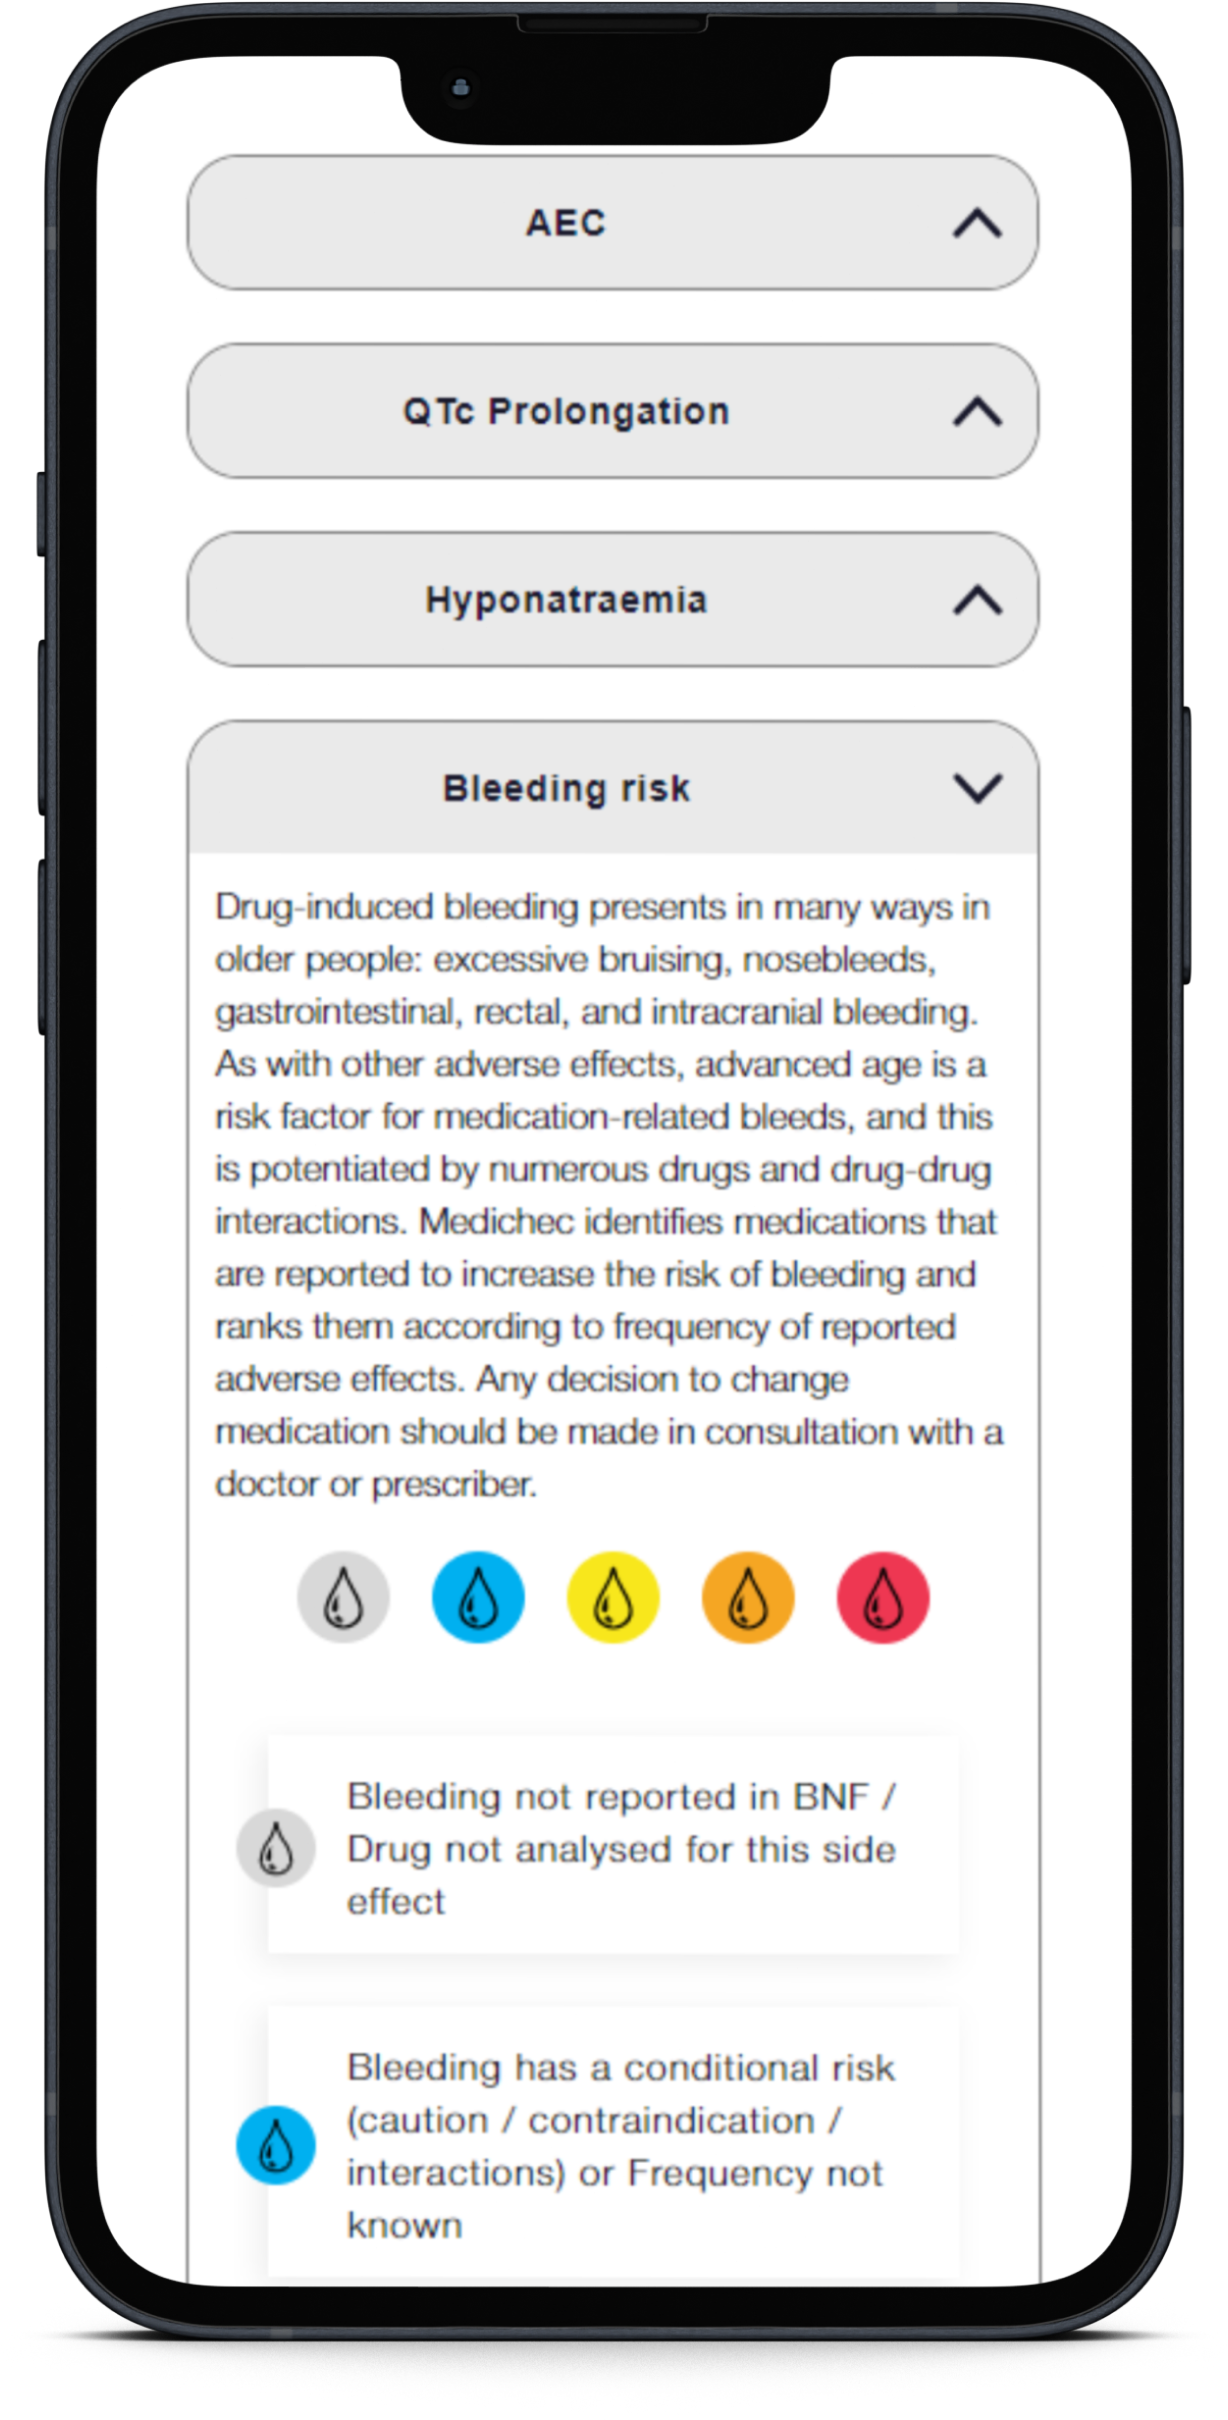 AEC
QTc Prolongation
Hyponatraemia
Bleeding risk
Drug-induced bleeding presents in many ways in
older people: excessive bruising, nosebleeds,
gastrointestinal, rectal, and intracranial bleeding.
As with other adverse effects, advanced age is a
risk factor for medication-related bleeds, and this
is potentiated by numerous drugs and drug-drug
interactions. Medichec identifies medications that
are reported to increase the risk of bleeding and
ranks them according to frequency of reported
adverse effects. Any decision to change
medication should be made in consultation with a
doctor or prescriber.
Bleeding not reported in BNF /
Drug not analysed for this side
effect
Bleeding has a conditional risk
(caution / contraindication /
interactions) or Frequency not
known